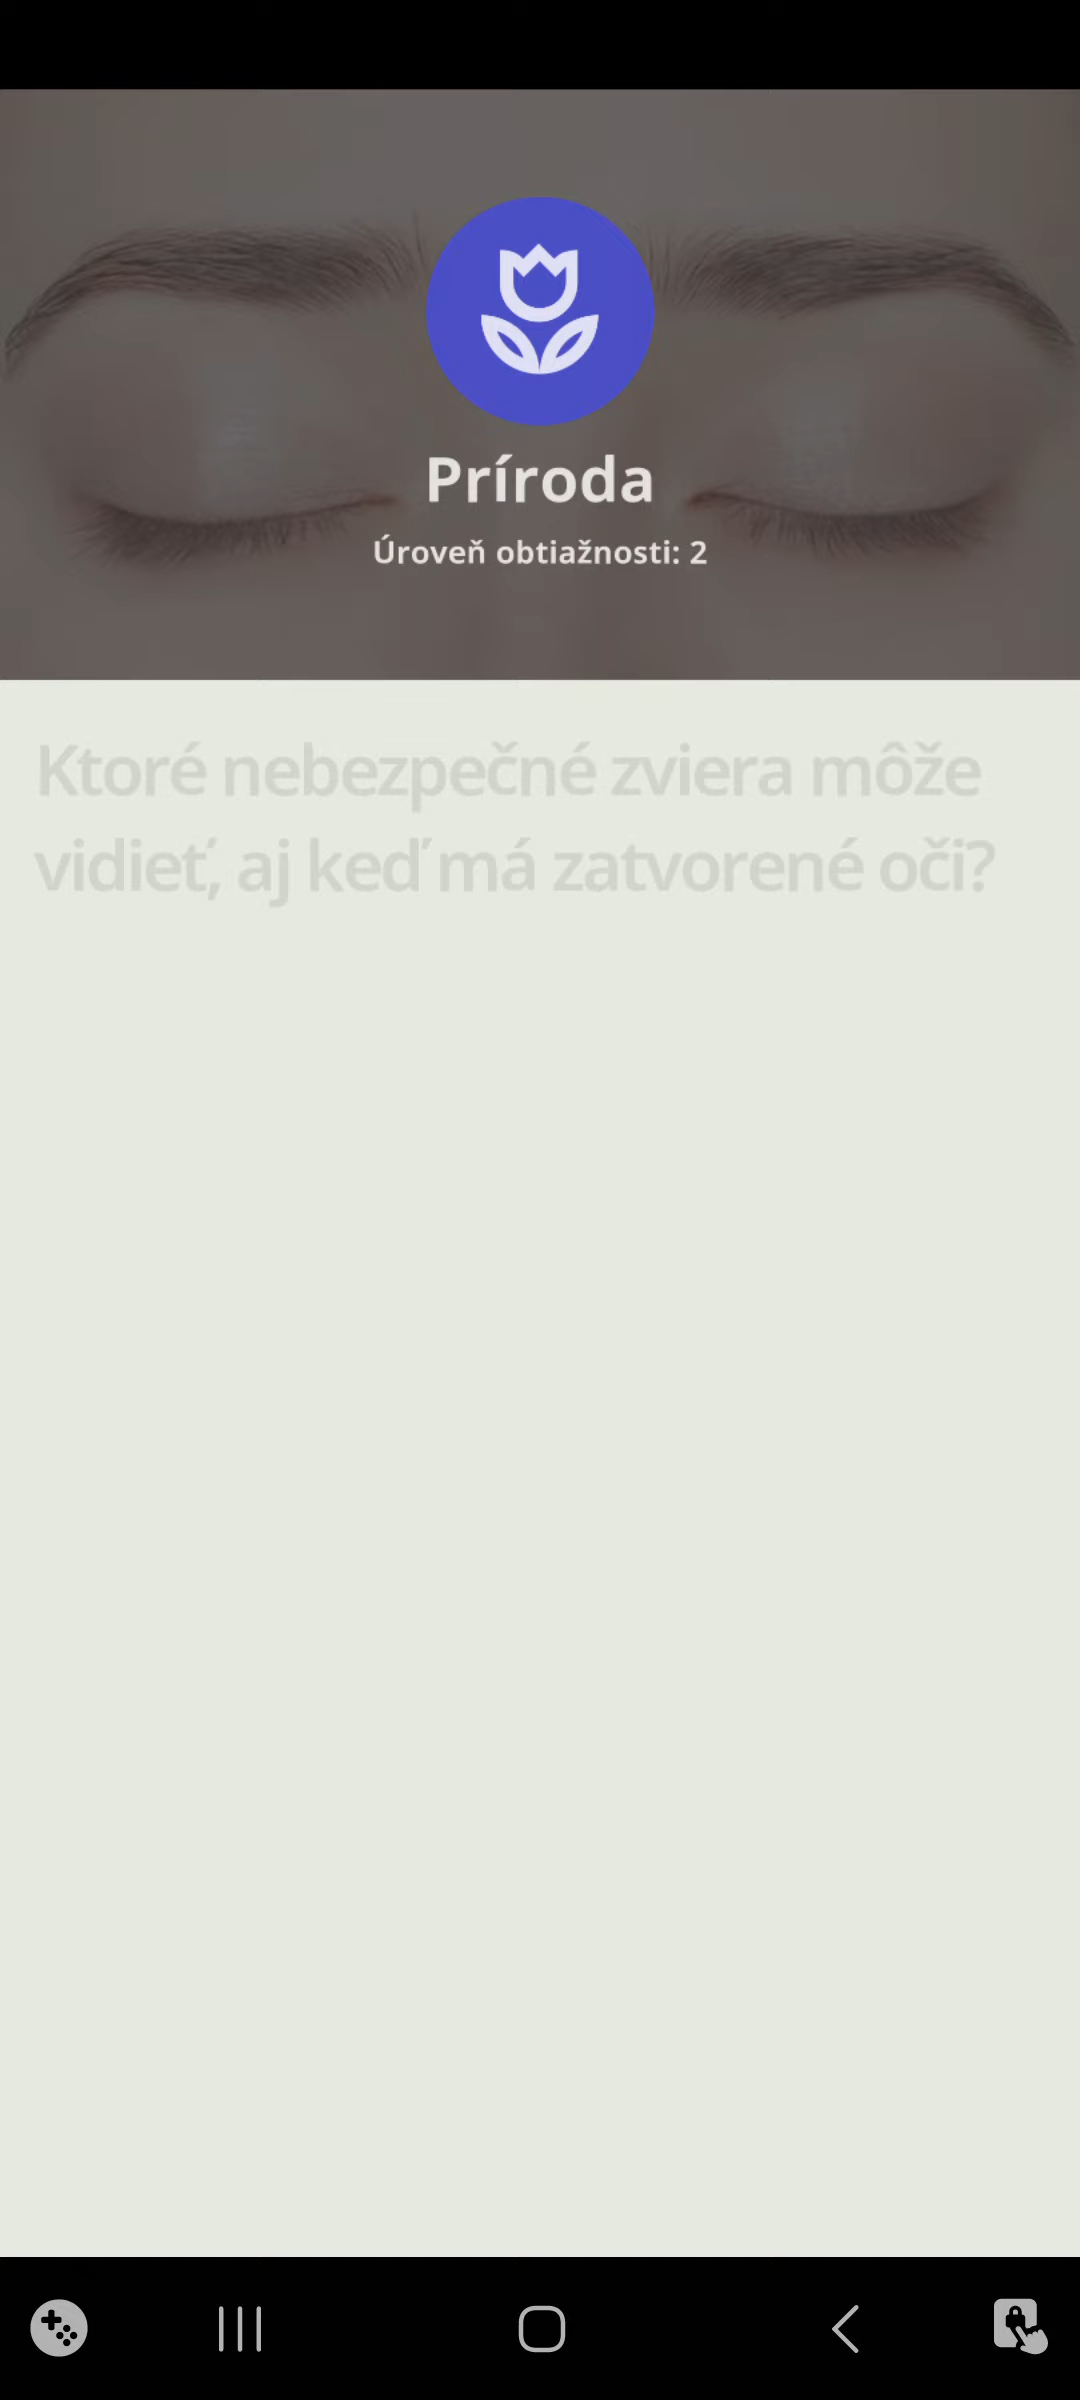 Príroda
Úroveň obtiažnosti: 2
Ktoré nebezpečné zviera môže
vidieť, aj keď má zatvorené oči?